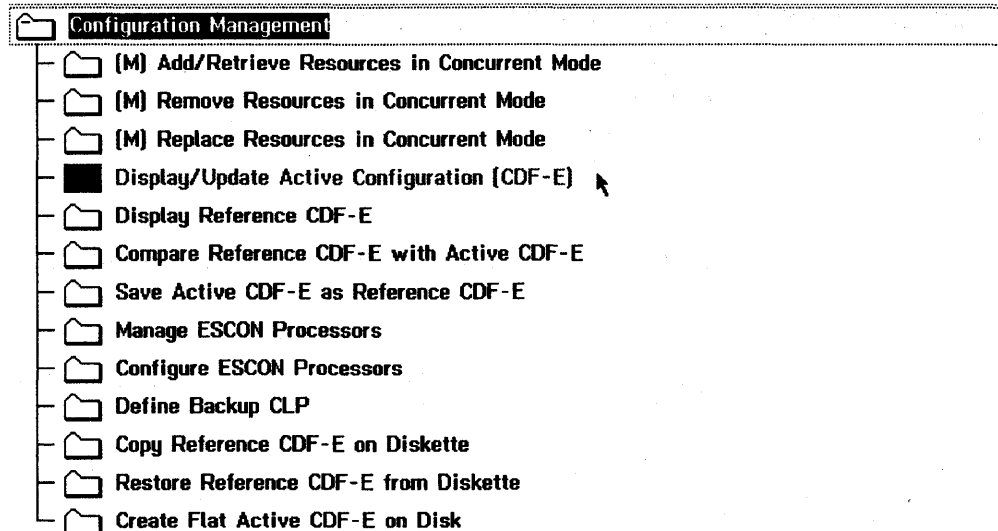 Configuration Management
(M) Add/Retrieve Resources in Concurrent Mode
(M) Remove Resources in Concurrent Mode
(M) Replace Resources in Concurrent Mode
Display/Update Active Configuration (CDF-E)
Display Reference CDF-E
Compare Reference CDF-E with Active CDF-E
Save Active CDF-E as Reference CDF-E
Manage ESCON Processors
Configure ESCON Processors
Define Backup CLP
Copy Reference CDF-E on Diskette
Restore Reference CDF-E from Diskette
Create Flat Active CDF-E on Disk